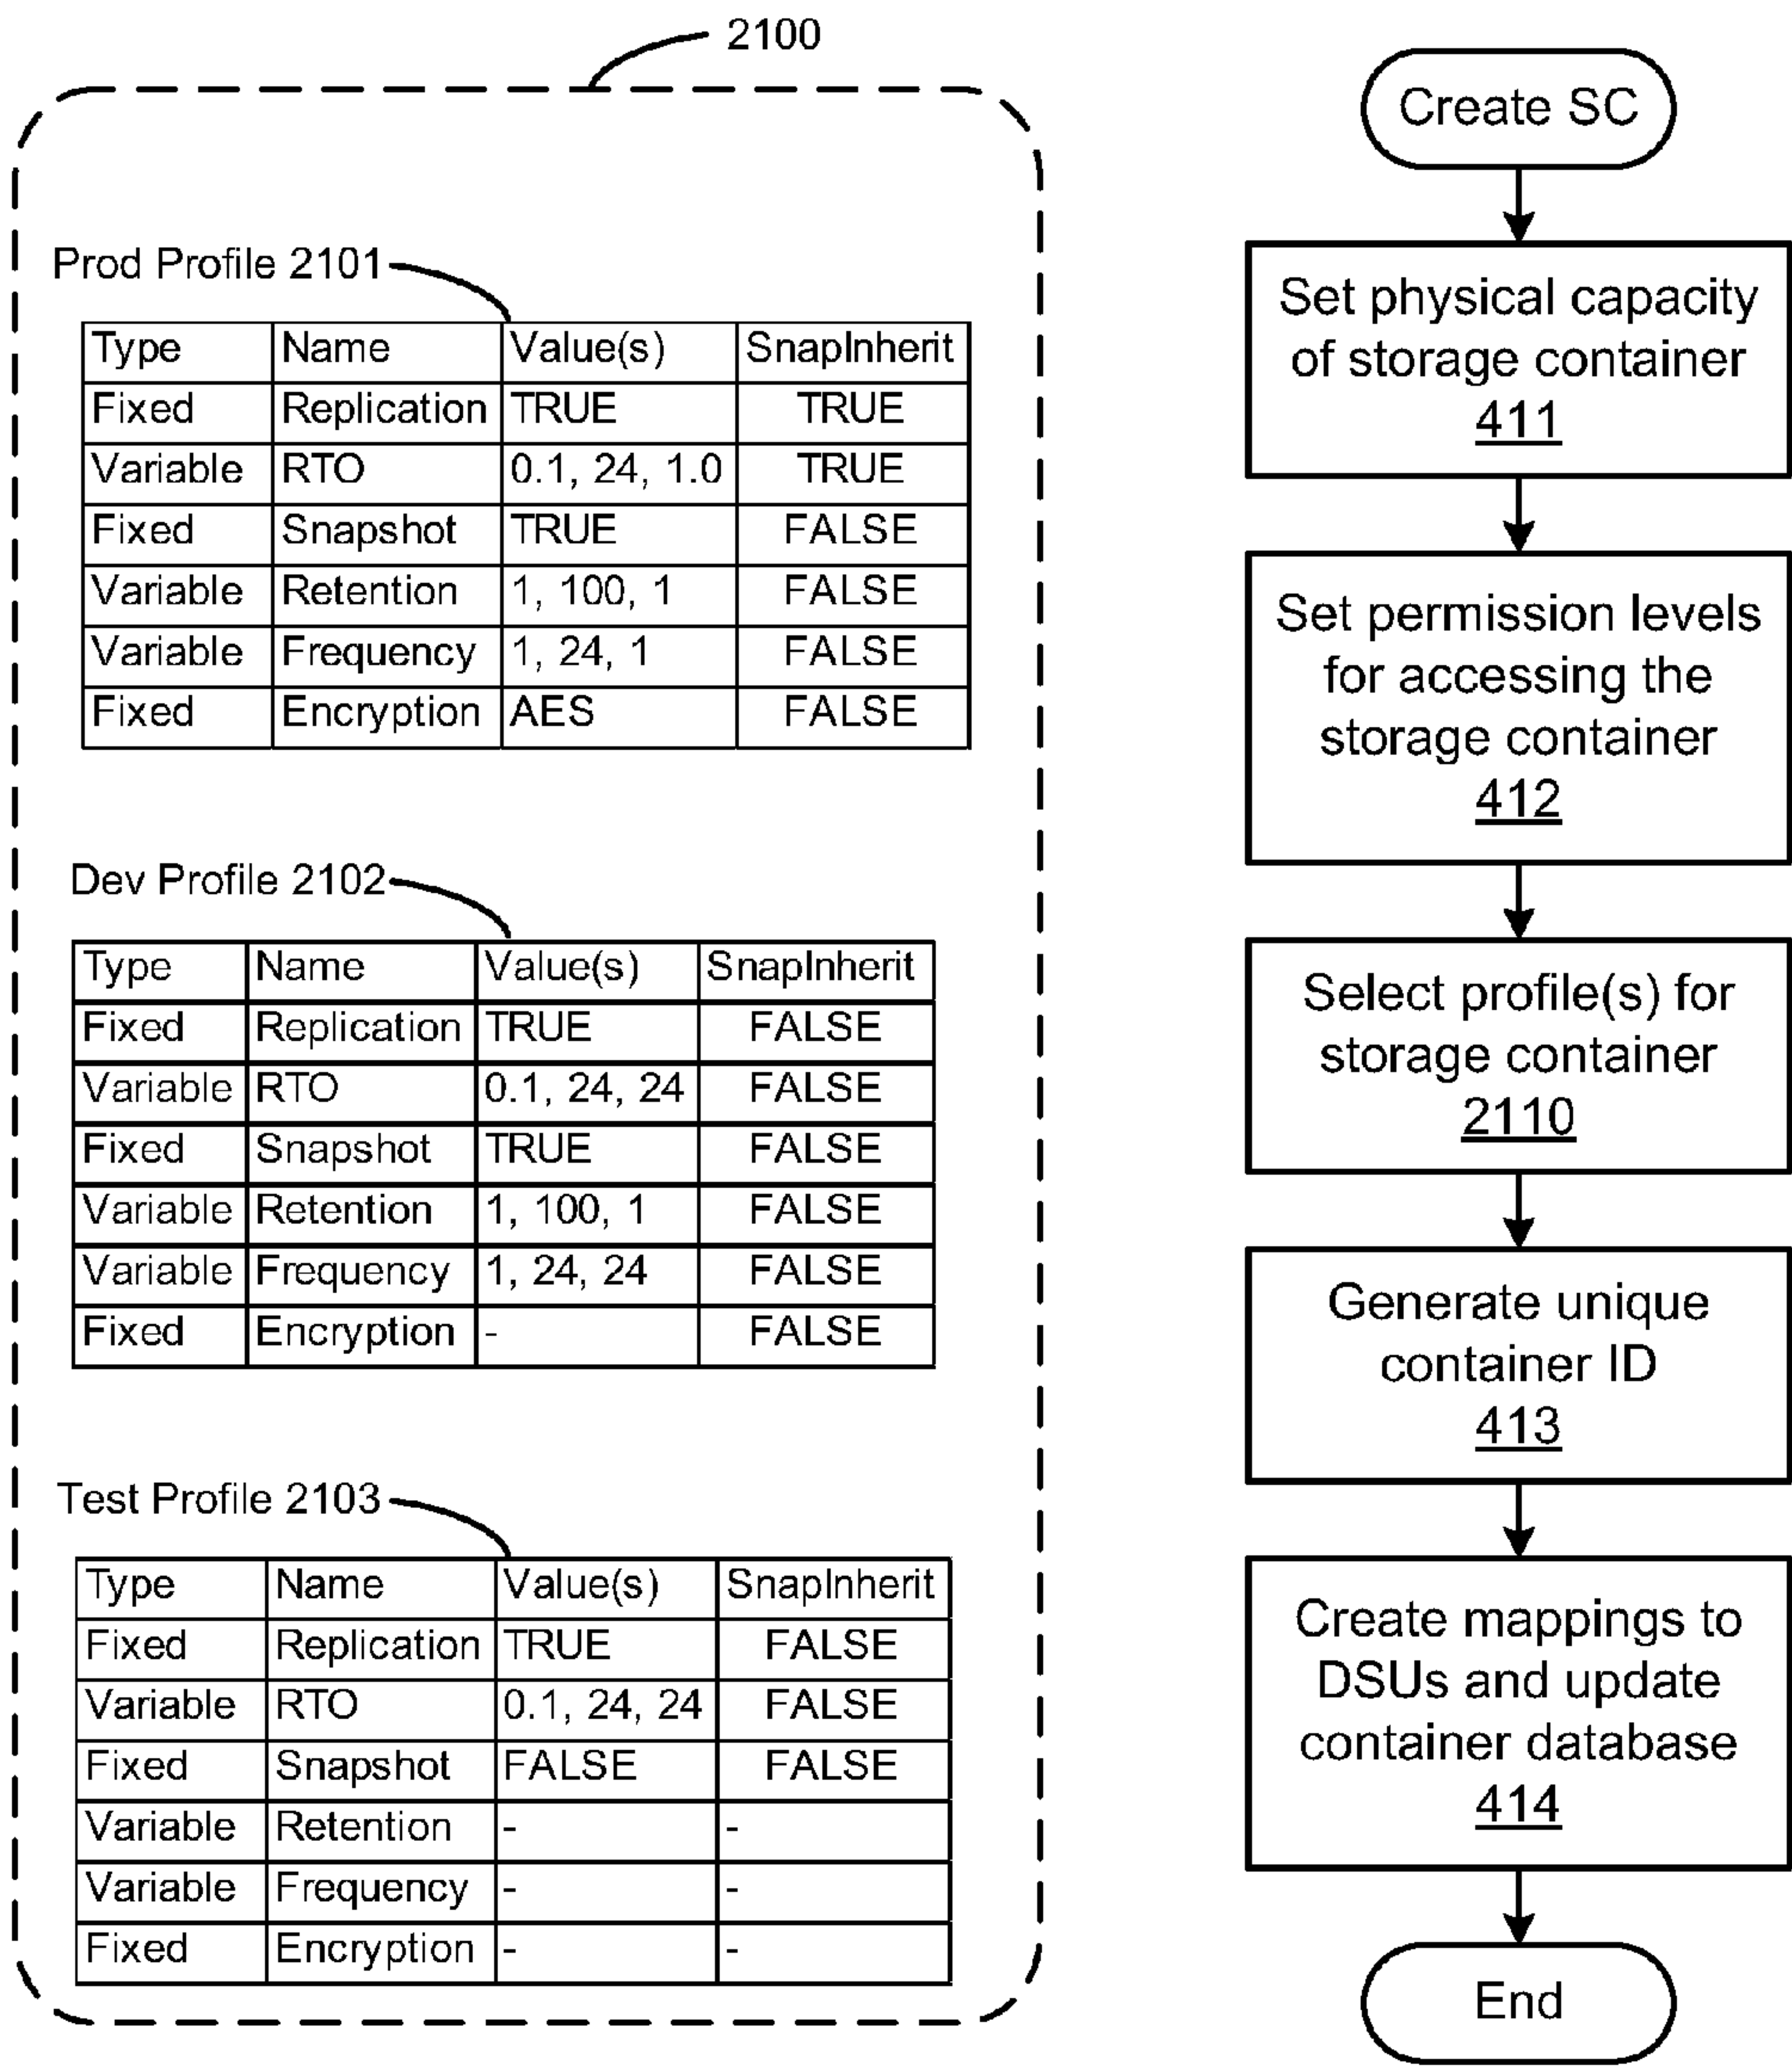 2100
Prod Profile 2101
Type Name Value(s) SnapInherit
Fixed Replication TRUE TRUE
Variable RTO 0.1, 24, 1.0 TRUE
Fixed Snapshot TRUE FALSE
Variable Retention 1, 100, 1 FALSE
Variable Frequency 1, 24, 1 FALSE
Fixed Encryption AES FALSE
Dev Profile 2102
Type Name Value(s) SnapInherit
Fixed Replication TRUE FALSE
Variable RTO 0.1, 24, 24 FALSE
Fixed Snapshot TRUE FALSE
Variable Retention 1, 100, 1 FALSE
Variable Frequency 1, 24, 24 FALSE
Fixed Encryption - FALSE
Test Profile 2103
Type Name Value(s) SnapInherit
Fixed Replication TRUE FALSE
Variable RTO 0.1, 24, 24 FALSE
Fixed Snapshot FALSE FALSE
Variable Retention - -
Variable Frequency - -
Fixed Encryption - -
Create SC
Set physical capacity
of storage container
411
Set permission levels
for accessing the
storage container
412
Select profile(s) for
storage container
2110
Generate unique
container ID
413
Create mappings to
DSUs and update
container database
414
End